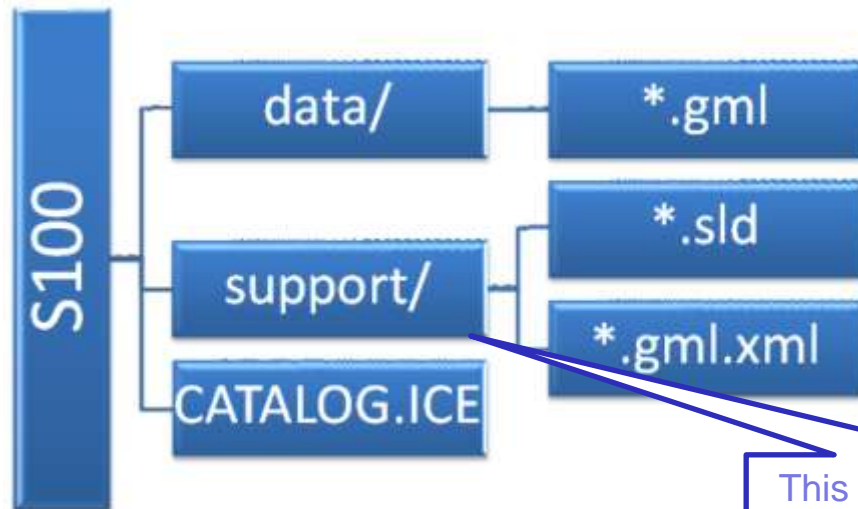 S100
data/
*.gml
support/
*.sld
*.gml.xml
CATALOG.ICE
This